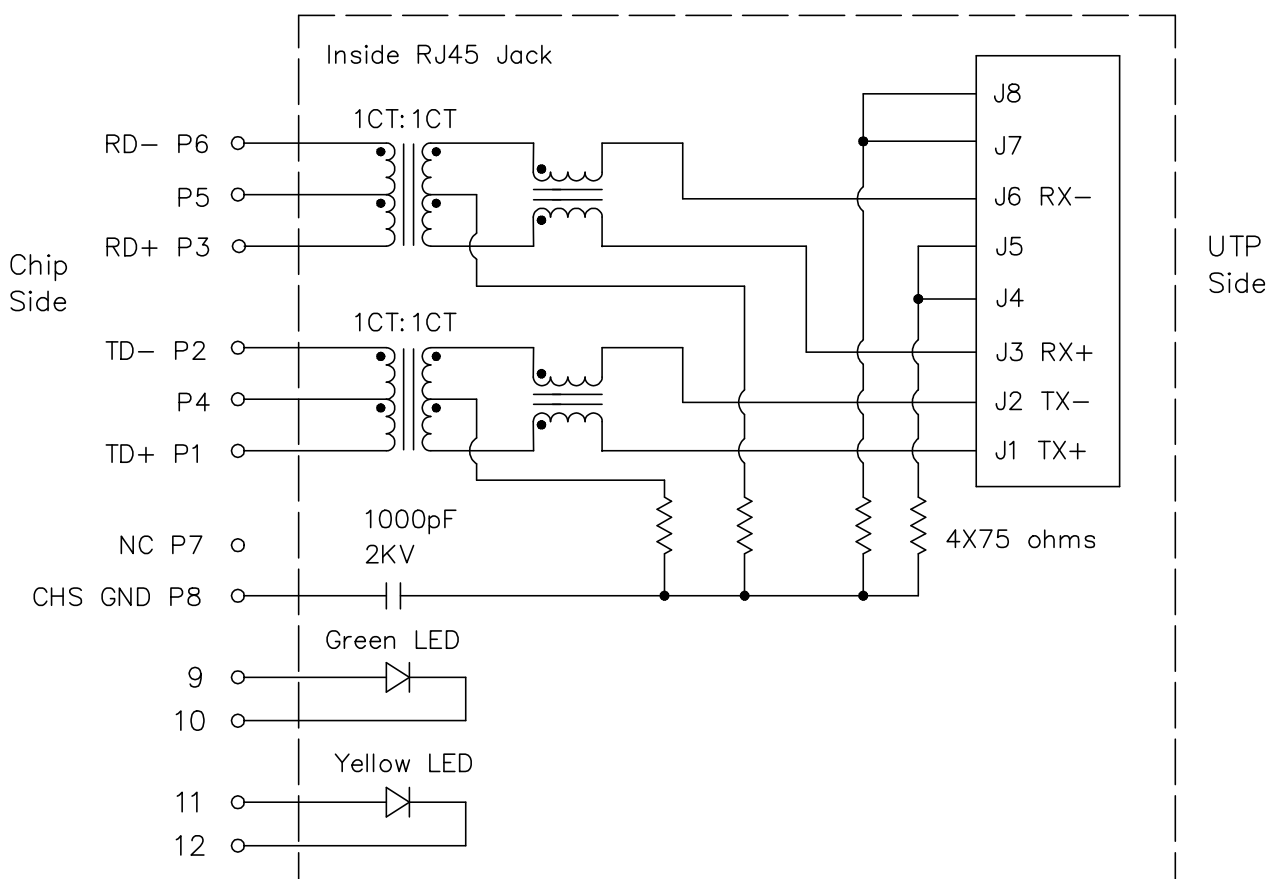 Inside RJ45 Jack
1CT:1CT
RD- P6
P5
RD+ P3
Chip
Side
1CT:1CT
TD- P2
P4
TD+ P1
1000pF
2KV
NC P7
CHS GND P8
Green LED
9
10
Yellow LED
11
12
J8
J7
J6 RX-
J5
J4
J3 RX+
J2 TX-
J1 TX+
4X75 ohms
UTP
Side